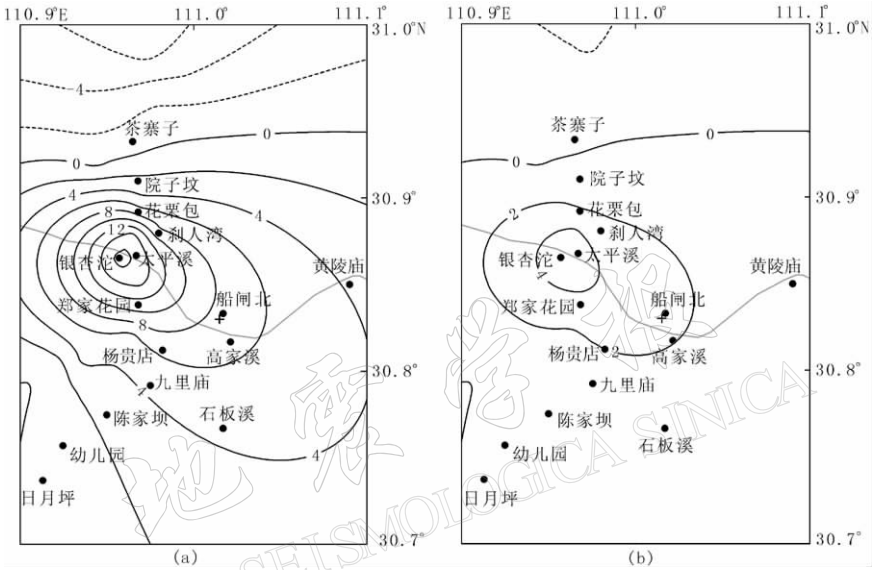 110.9°E 111.0° 111.1°
31.0°N
-4
茶寨子
0
0
院子坟
30.9°
4
8
花栗包
4
12
刹人湾
银杏沱
太平溪
黄陵庙
郑家花园
船闸北
8
杨贵店
高家溪
30.8°
4
九里庙
陈家坝
石板溪
4
幼儿园
日月坪
30.7°
(a)
110.9°E 111.0° 111.1°
31.0°N
茶寨子
0
0
院子坟
30.9°
2
花栗包
刹人湾
银杏沱
太平溪
黄陵庙
4
郑家花园
船闸北
杨贵店
2
高家溪
30.8°
九里庙
陈家坝
石板溪
幼儿园
日月坪
30.7°
(b)
地震学报
SEISMOLOGICA SINICA